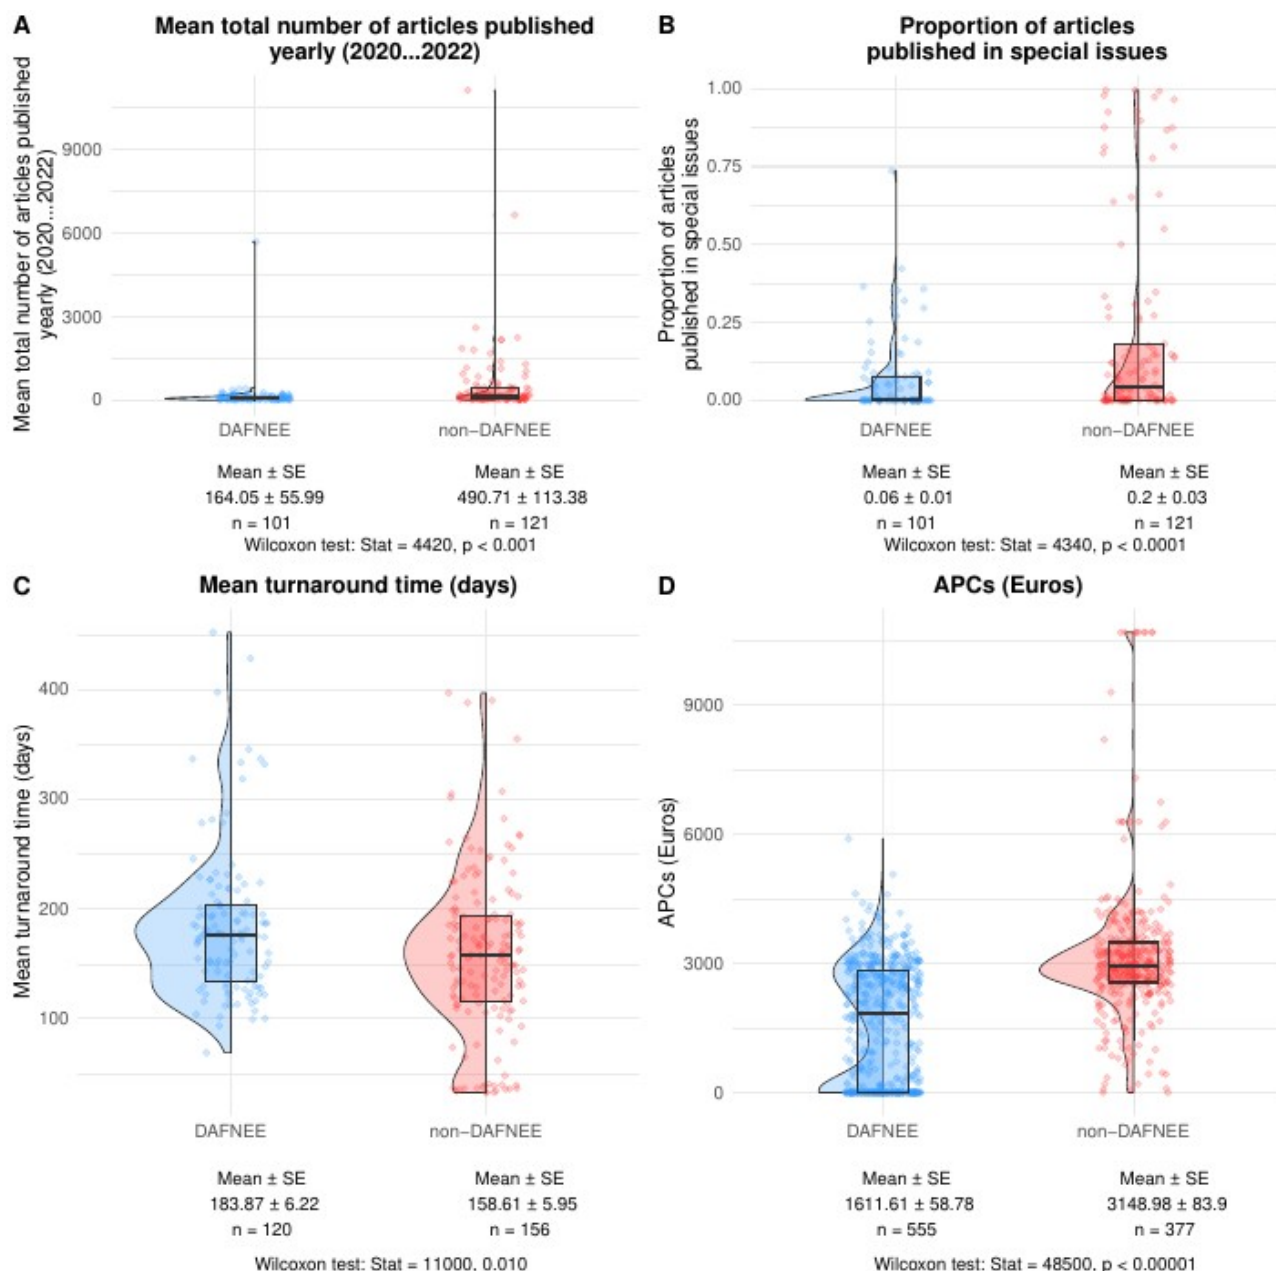 A
Mean total number of articles published
yearly (2020...2022)
Mean total number of articles published
yearly (2020...2022)
9000
6000
3000
0
DAFNEE
non−DAFNEE
Mean ± SE
164.05 ± 55.99
n = 101
Mean ± SE
490.71 ± 113.38
n = 121
Wilcoxon test: Stat = 4420, p < 0.001
B
Proportion of articles
published in special issues
Proportion of articles
published in special issues
1.00
0.75
0.50
0.25
0.00
DAFNEE
non−DAFNEE
Mean ± SE
0.06 ± 0.01
n = 101
Mean ± SE
0.2 ± 0.03
n = 121
Wilcoxon test: Stat = 4340, p < 0.0001
C
Mean turnaround time (days)
Mean turnaround time (days)
400
300
200
100
DAFNEE
non−DAFNEE
Mean ± SE
183.87 ± 6.22
n = 120
Mean ± SE
158.61 ± 5.95
n = 156
Wilcoxon test: Stat = 11000, 0.010
D
APCs (Euros)
APCs (Euros)
9000
6000
3000
0
DAFNEE
non−DAFNEE
Mean ± SE
1611.61 ± 58.78
n = 555
Mean ± SE
3148.98 ± 83.9
n = 377
Wilcoxon test: Stat = 48500, p < 0.00001